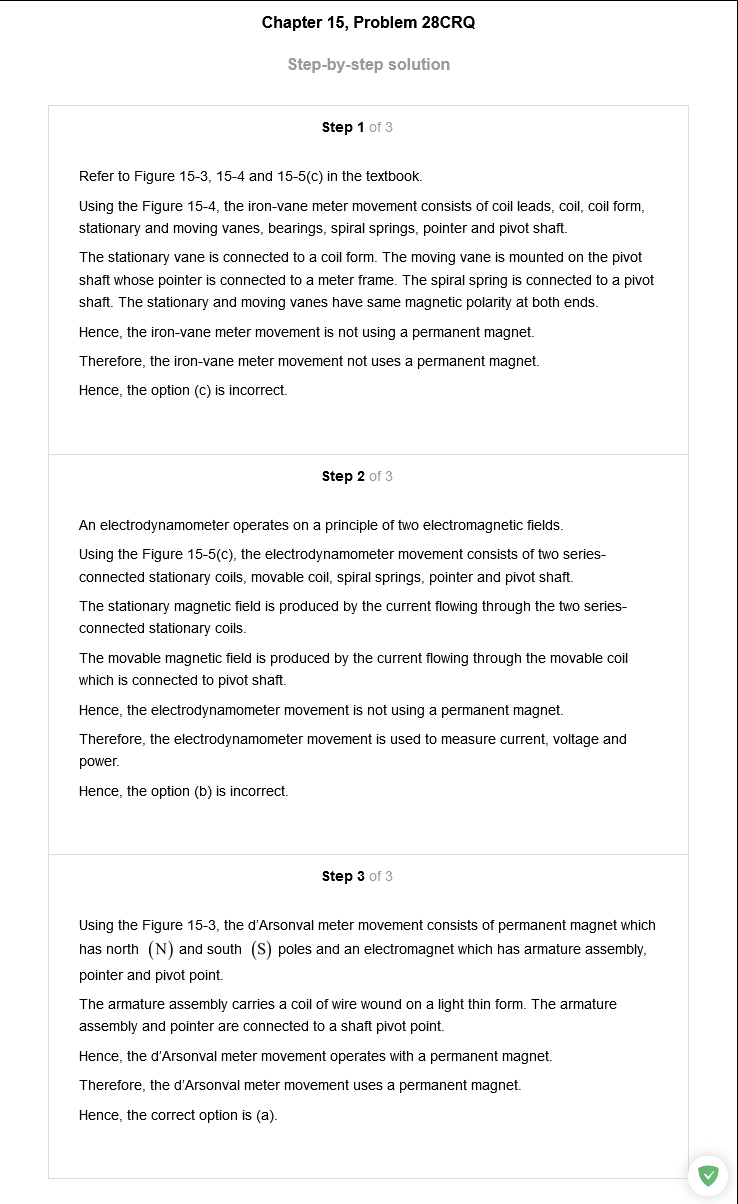 Chapter 15, Problem 28CRQ
Step-by-step solution
Step 1 of 3
Refer to Figure 15-3, 15-4 and 15-5(c) in the textbook.
Using the Figure 15-4, the iron-vane meter movement consists of coil leads, coil, coil form,
stationary and moving vanes, bearings, spiral springs, pointer and pivot shaft.
The stationary vane is connected to a coil form. The moving vane is mounted on the pivot
shaft whose pointer is connected to a meter frame. The spiral spring is connected to a pivot
shaft. The stationary and moving vanes have same magnetic polarity at both ends.
Hence, the iron-vane meter movement is not using a permanent magnet.
Therefore, the iron-vane meter movement not uses a permanent magnet.
Hence, the option (c) is incorrect.
Step 2 of 3
An electrodynamometer operates on a principle of two electromagnetic fields.
Using the Figure 15-5(c), the electrodynamometer movement consists of two series-
connected stationary coils, movable coil, spiral springs, pointer and pivot shaft.
The stationary magnetic field is produced by the current flowing through the two series-
connected stationary coils.
The movable magnetic field is produced by the current flowing through the movable coil
which is connected to pivot shaft.
Hence, the electrodynamometer movement is not using a permanent magnet.
Therefore, the electrodynamometer movement is used to measure current, voltage and
power.
Hence, the option (b) is incorrect.
Step 3 of 3
Using the Figure 15-3, the d'Arsonval meter movement consists of permanent magnet which
has north (N) and south (S) poles and an electromagnet which has armature assembly,
pointer and pivot point.
The armature assembly carries a coil of wire wound on a light thin form. The armature
assembly and pointer are connected to a shaft pivot point.
Hence, the d'Arsonval meter movement operates with a permanent magnet.
Therefore, the d'Arsonval meter movement uses a permanent magnet.
Hence, the correct option is (a).